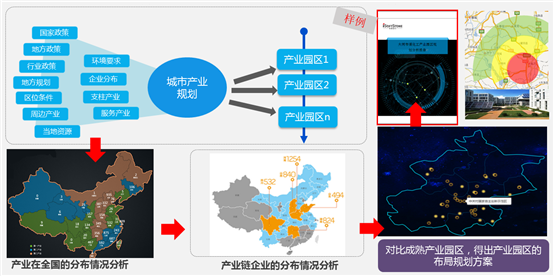 样例
国家政策
地方政策
行业政策
地方规划
区位条件
周边产业
当地资源
环境要求
企业分布
支柱产业
服务产业
城市产业
规划
产业园区1
产业园区2
产业园区n
1254
840
532
494
824
产业在全国的分布情况分析
产业链企业的分布情况分析
对比成熟产业园区，得出产业园区的
布局规划方案